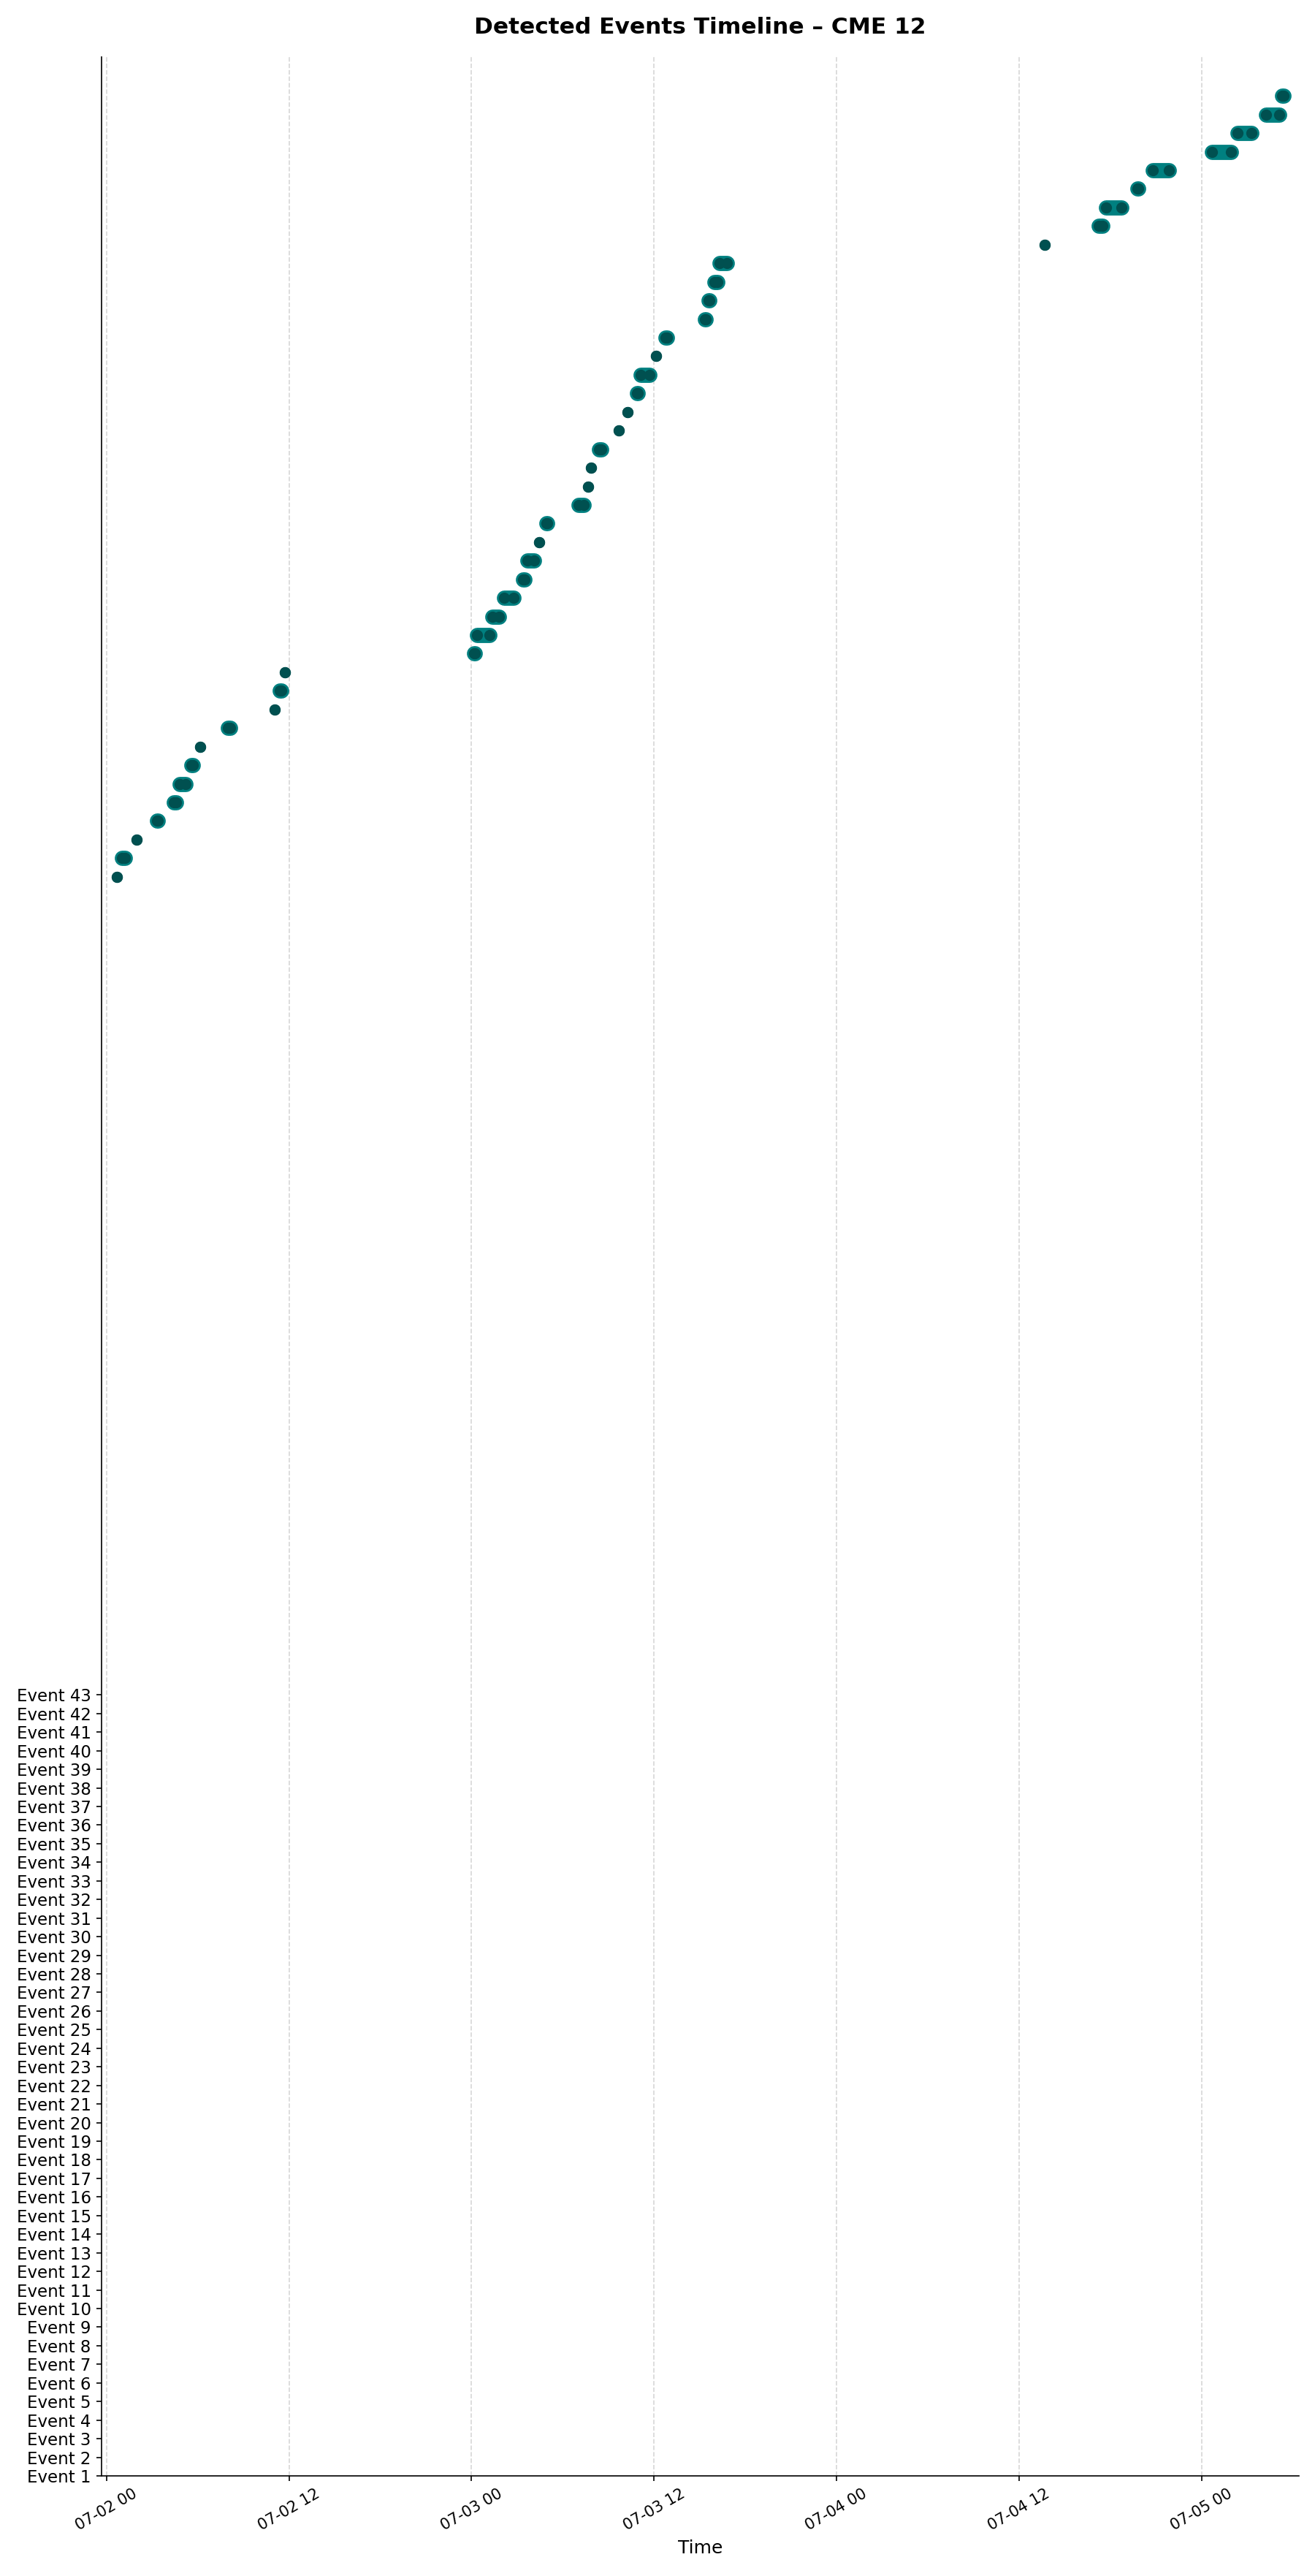 Detected Events Timeline – CME 12
Event 43
Event 42
Event 41
Event 40
Event 39
Event 38
Event 37
Event 36
Event 35
Event 34
Event 33
Event 32
Event 31
Event 30
Event 29
Event 28
Event 27
Event 26
Event 25
Event 24
Event 23
Event 22
Event 21
Event 20
Event 19
Event 18
Event 17
Event 16
Event 15
Event 14
Event 13
Event 12
Event 11
Event 10
Event 9
Event 8
Event 7
Event 6
Event 5
Event 4
Event 3
Event 2
Event 1
07-02 00
07-02 12
07-03 00
07-03 12
07-04 00
07-04 12
07-05 00
Time